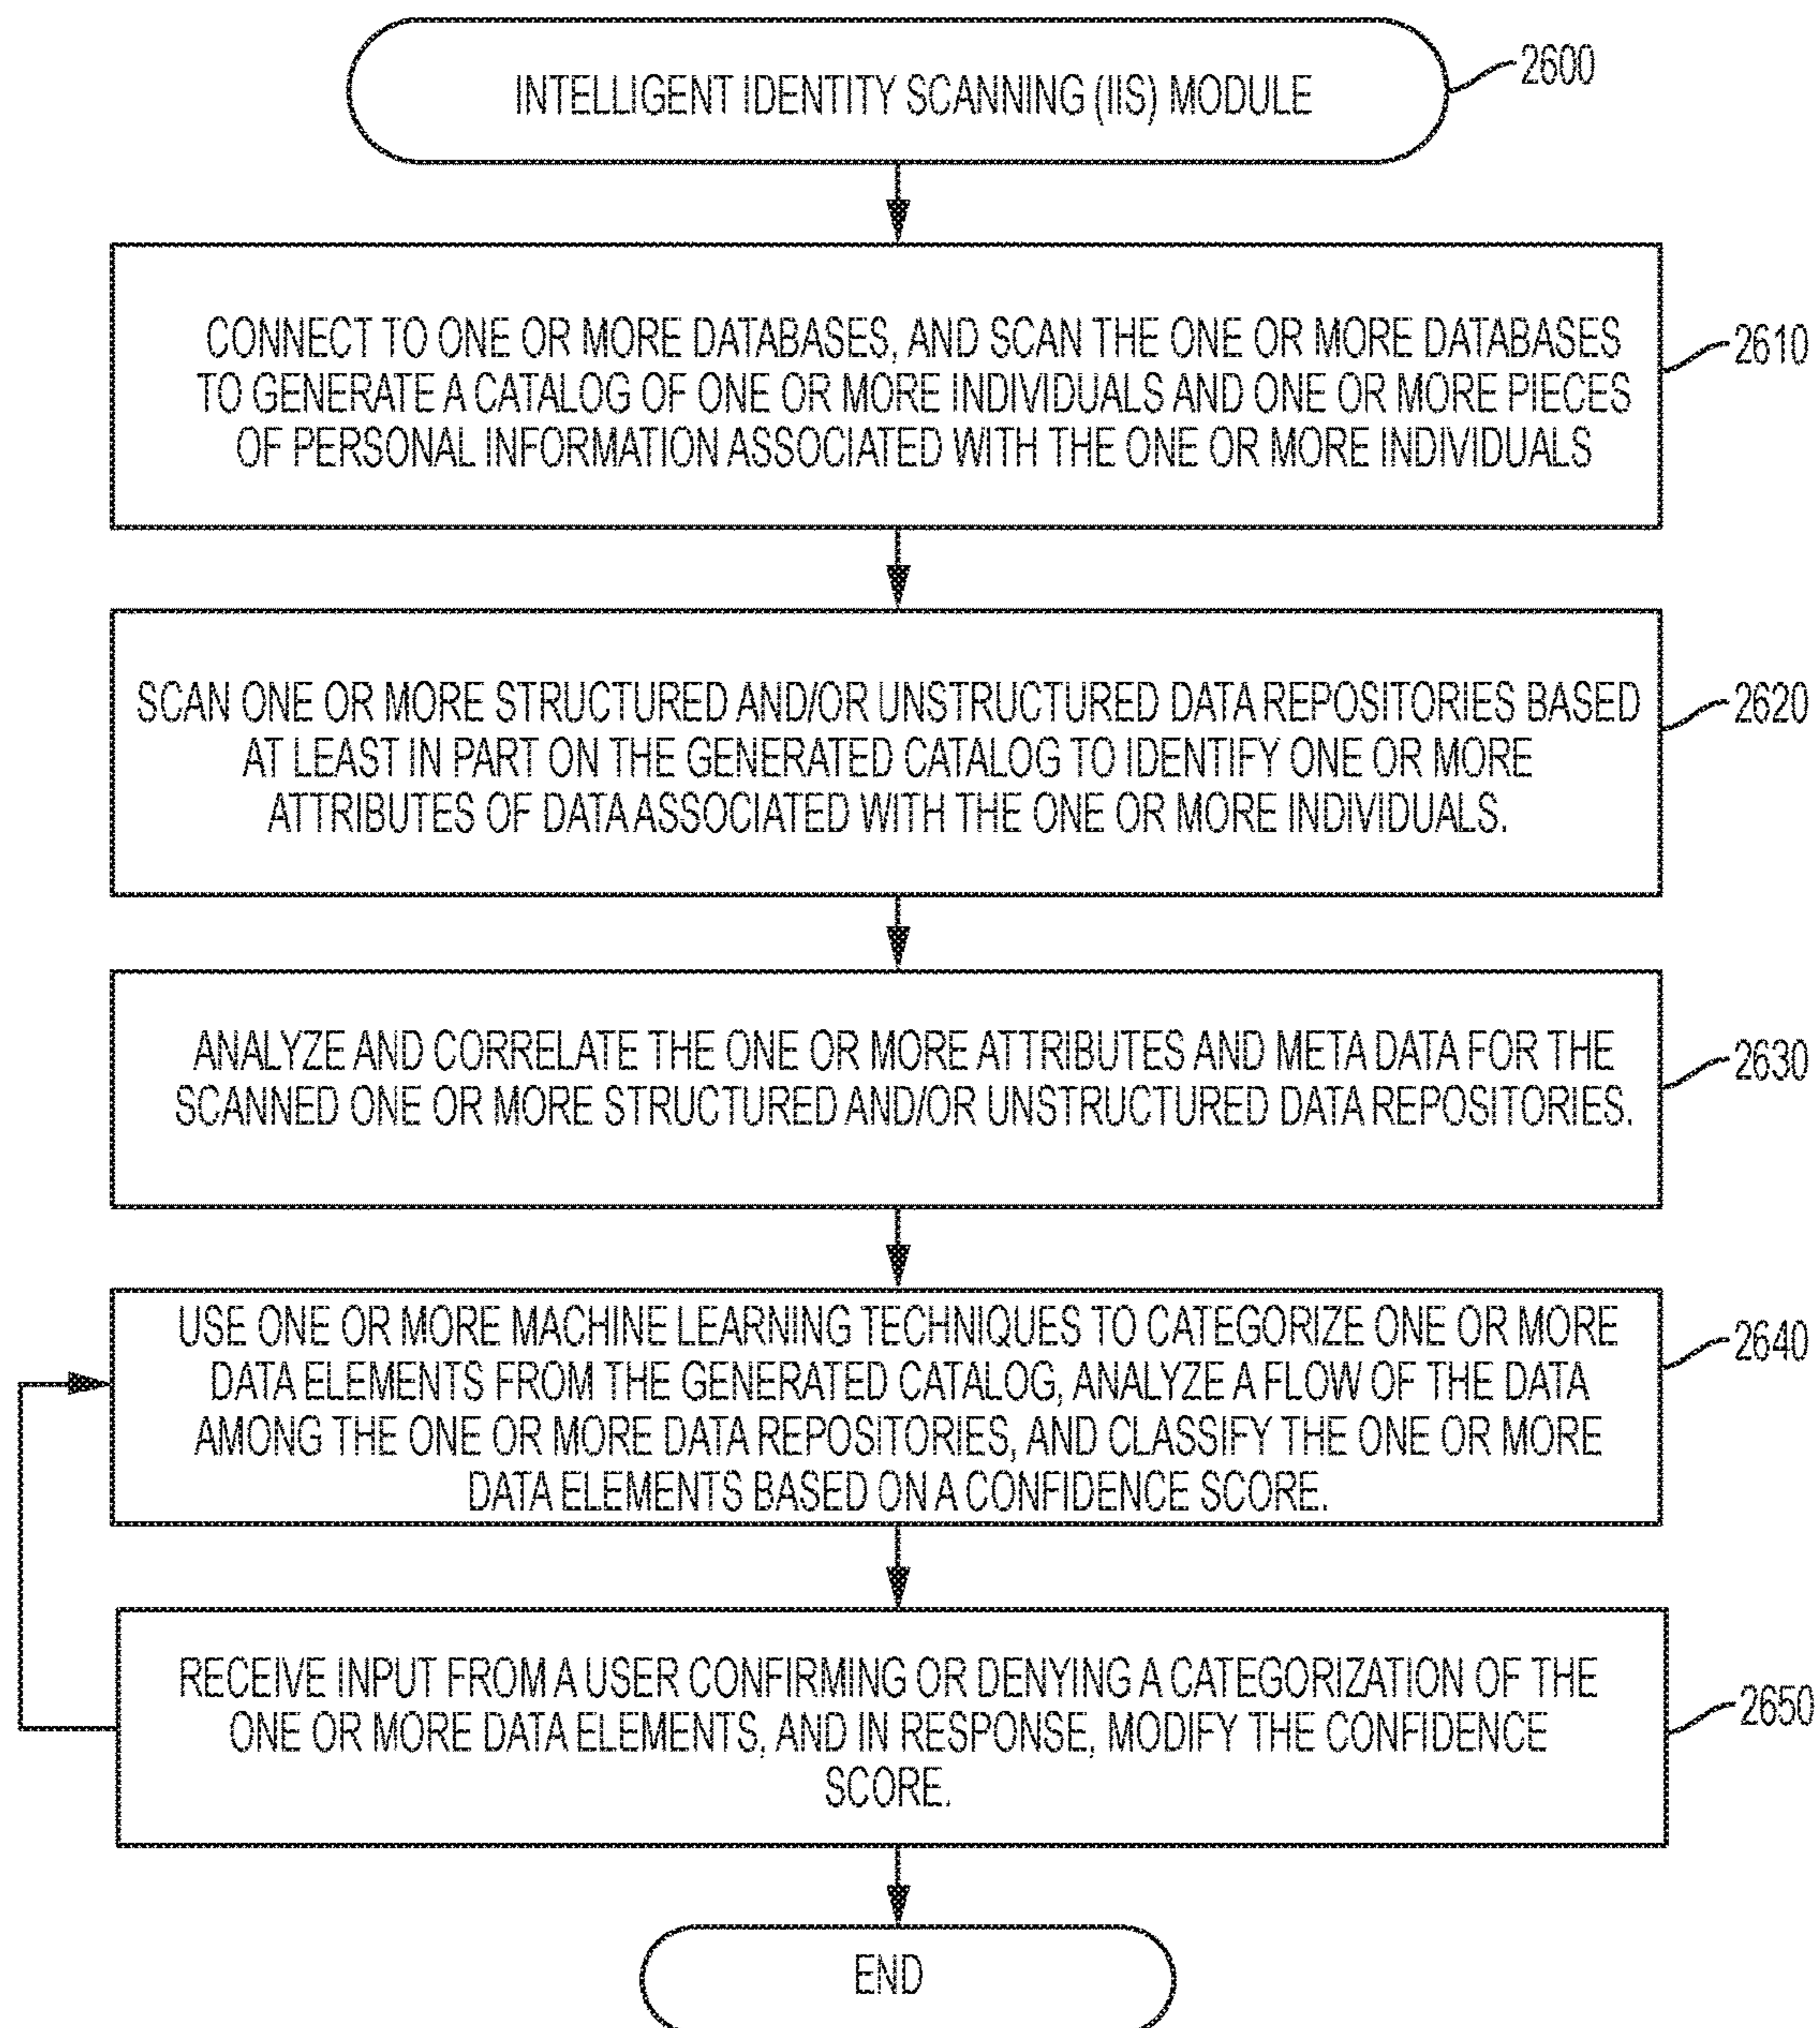 INTELLIGENT IDENTITY SCANNING (IIS) MODULE
2600
CONNECT TO ONE OR MORE DATABASES, AND SCAN THE ONE OR MORE DATABASES
TO GENERATE A CATALOG OF ONE OR MORE INDIVIDUALS AND ONE OR MORE PIECES
OF PERSONAL INFORMATION ASSOCIATED WITH THE ONE OR MORE INDIVIDUALS
2610
SCAN ONE OR MORE STRUCTURED AND/OR UNSTRUCTURED DATA REPOSITORIES BASED
AT LEAST IN PART ON THE GENERATED CATALOG TO IDENTIFY ONE OR MORE
ATTRIBUTES OF DATA ASSOCIATED WITH THE ONE OR MORE INDIVIDUALS.
2620
ANALYZE AND CORRELATE THE ONE OR MORE ATTRIBUTES AND META DATA FOR THE
SCANNED ONE OR MORE STRUCTURED AND/OR UNSTRUCTURED DATA REPOSITORIES.
2630
USE ONE OR MORE MACHINE LEARNING TECHNIQUES TO CATEGORIZE ONE OR MORE
DATA ELEMENTS FROM THE GENERATED CATALOG, ANALYZE A FLOW OF THE DATA
AMONG THE ONE OR MORE DATA REPOSITORIES, AND CLASSIFY THE ONE OR MORE
DATA ELEMENTS BASED ON A CONFIDENCE SCORE.
2640
RECEIVE INPUT FROM A USER CONFIRMING OR DENYING A CATEGORIZATION OF THE
ONE OR MORE DATA ELEMENTS, AND IN RESPONSE, MODIFY THE CONFIDENCE
SCORE.
2650
END